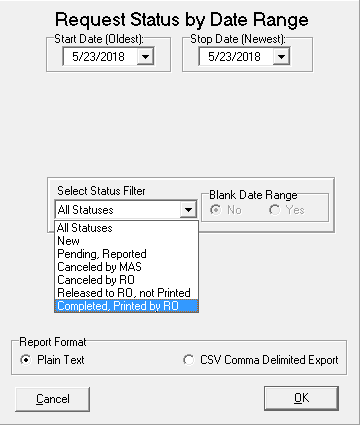 Request Status by Date Range
Start Date (Oldest): Stop Date (Newest):
5/23/2018 5/23/2018
Select Status Filter Blank Date Range
All Statuses No Yes
All Statuses
New
Pending, Reported
Canceled by MAS
Canceled by RO
Released to RO, not Printed
Completed, Printed by RO
Report Format
Plain Text CSV Comma Delimited Export
Cancel OK